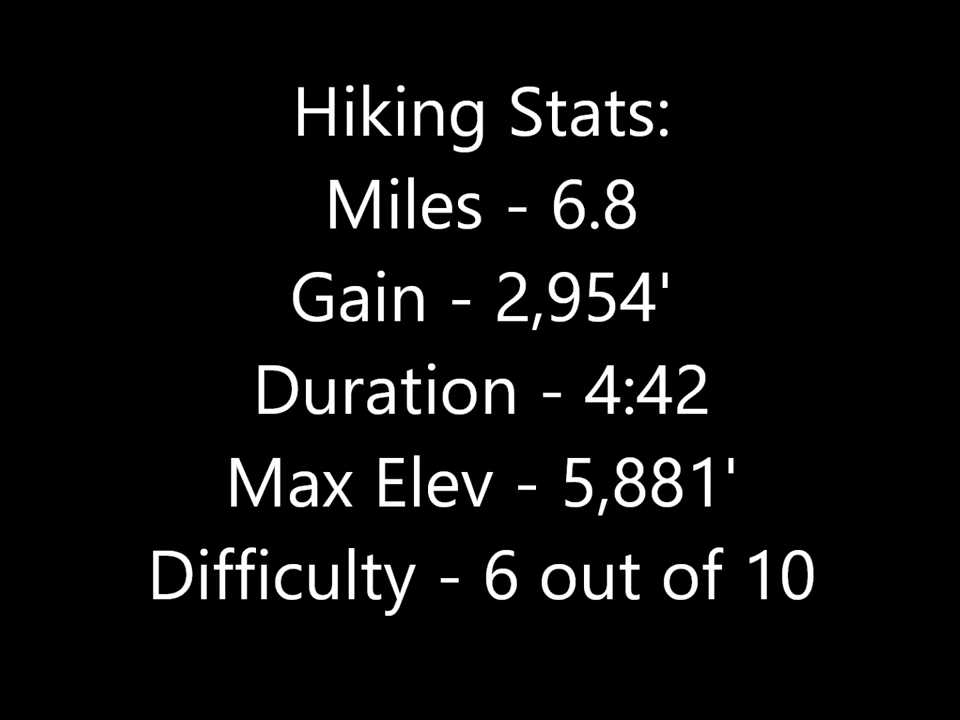 Hiking Stats:
Miles - 6.8
Gain - 2,954'
Duration - 4:42
Max Elev - 5,881'
Difficulty - 6 out of 10